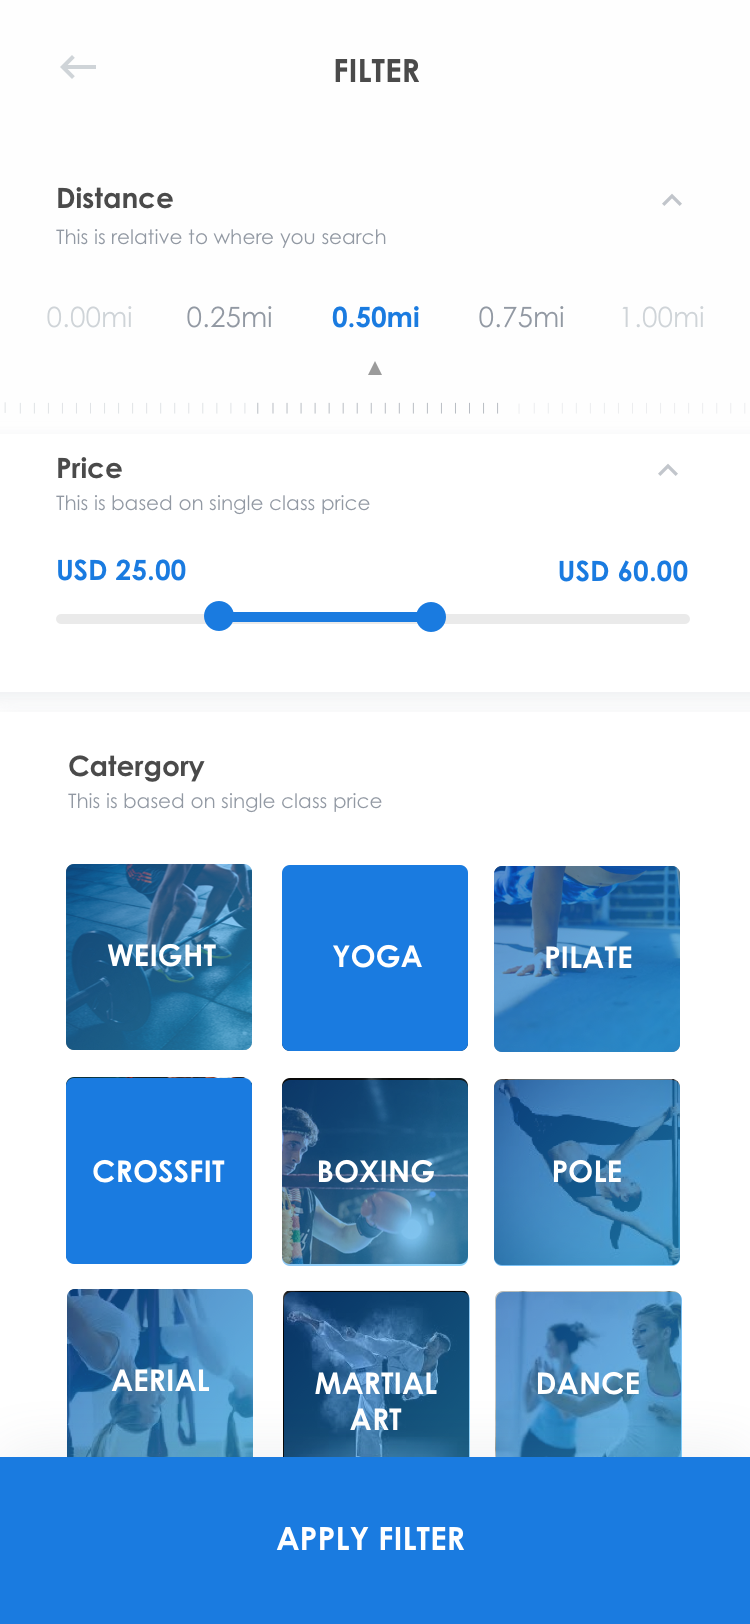 FILTER
Distance
This is relative to where you search
0.00mi 0.25mi 0.50mi 0.75mi 1.00mi
Price
This is based on single class price
USD 25.00 USD 60.00
Catergory
This is based on single class price
WEIGHT YOGA PILATE
CROSSFIT BOXING POLE
AERIAL MARTIAL ART DANCE
APPLY FILTER